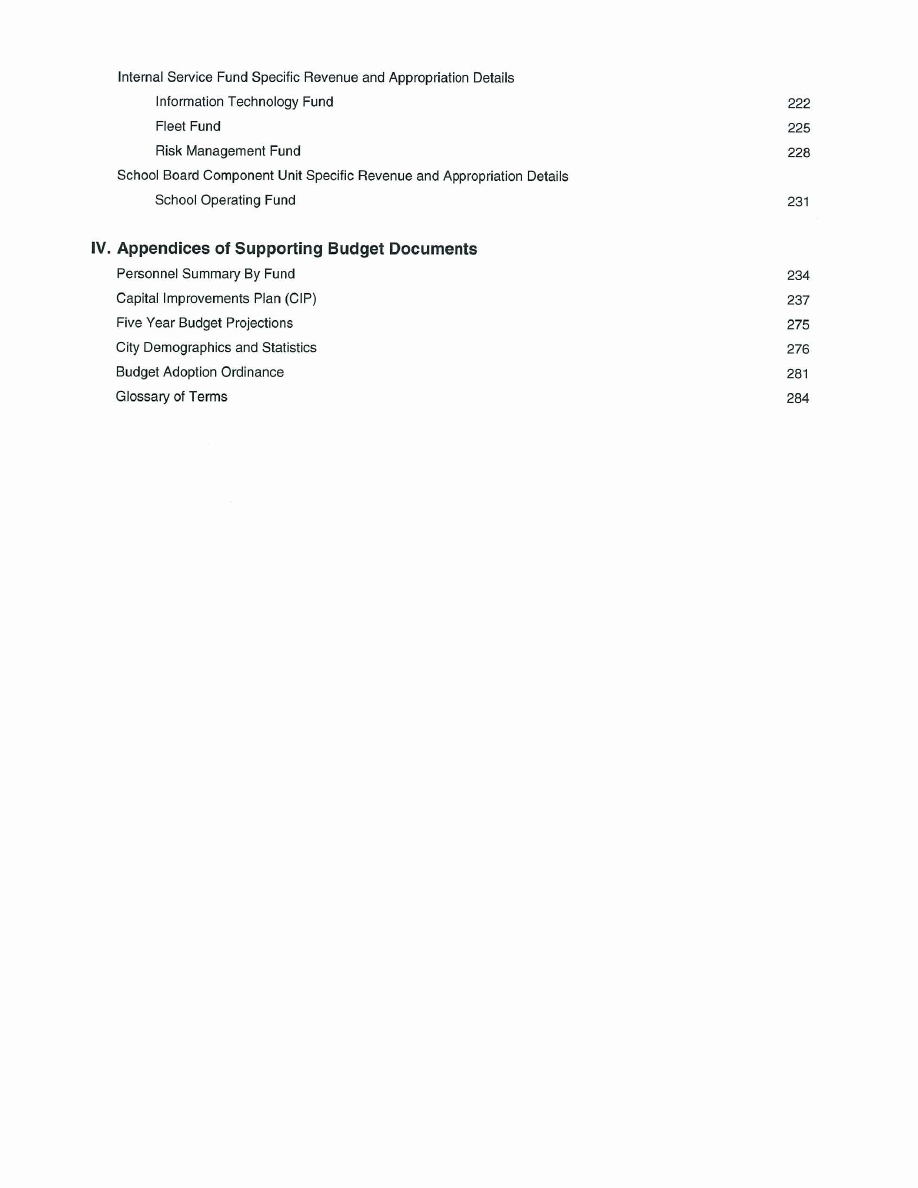 Internal Service Fund Specific Revenue and Appropriation Details
Information Technology Fund 222
Fleet Fund 225
Risk Management Fund 228
School Board Component Unit Specific Revenue and Appropriation Details
School Operating Fund 231
IV. Appendices of Supporting Budget Documents
Personnel Summary By Fund 234
Capital Improvements Plan (CIP) 237
Five Year Budget Projections 275
City Demographics and Statistics 276
Budget Adoption Ordinance 281
Glossary of Terms 284